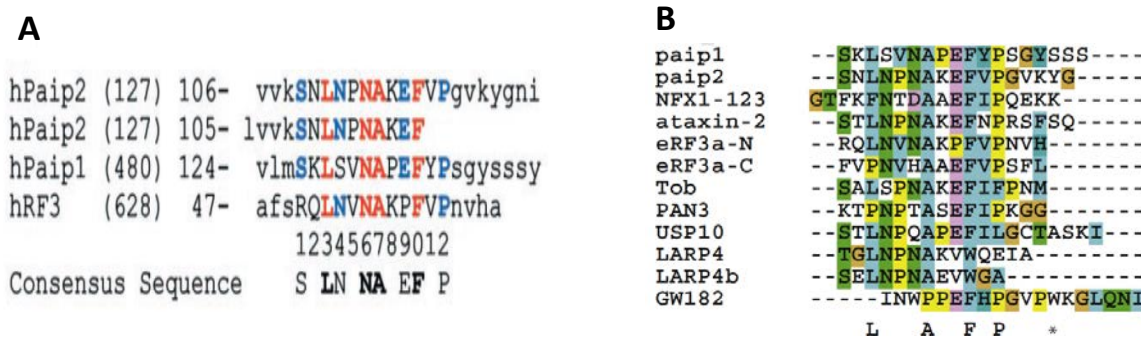 A
hPaip2 (127) 106- vvkSNLNPNAKEFVPgvkygni
hPaip2 (127) 105- lvvkSNLNPNAKEF
hPaip1 (480) 124- vlmSKLSVNAPEFYPsgysssy
hRF3 (628) 47- afsRQLNVNAKPFVPnvha
123456789012
Consensus Sequence S LN NA EF P
B
paip1 --SKLSVNAPEFYPSGYSSS----
paip2 --SNLNPNAKEFVPGVKYG-----
NFX1-123 GTFKFNTDAAEFIPQEKK------
ataxin-2 --STLNPNAKEFNPRSFSQ-----
eRF3a-N --RQLNVNAKPFVPNVH-------
eRF3a-C --FVPNVHAAEFVPSFL-------
Tob --SALSPNAKEFIFPNM-------
PAN3 --KTPNPTASEFIPKGG-------
USP10 --STLNPQAPEFILGCTASKI---
LARP4 --TGLNPNAKVWQEIA--------
LARP4b --SELNPNAEVWGA----------
GW182 -----INWPPEFHPGVPWKGLQNI
L A F P *